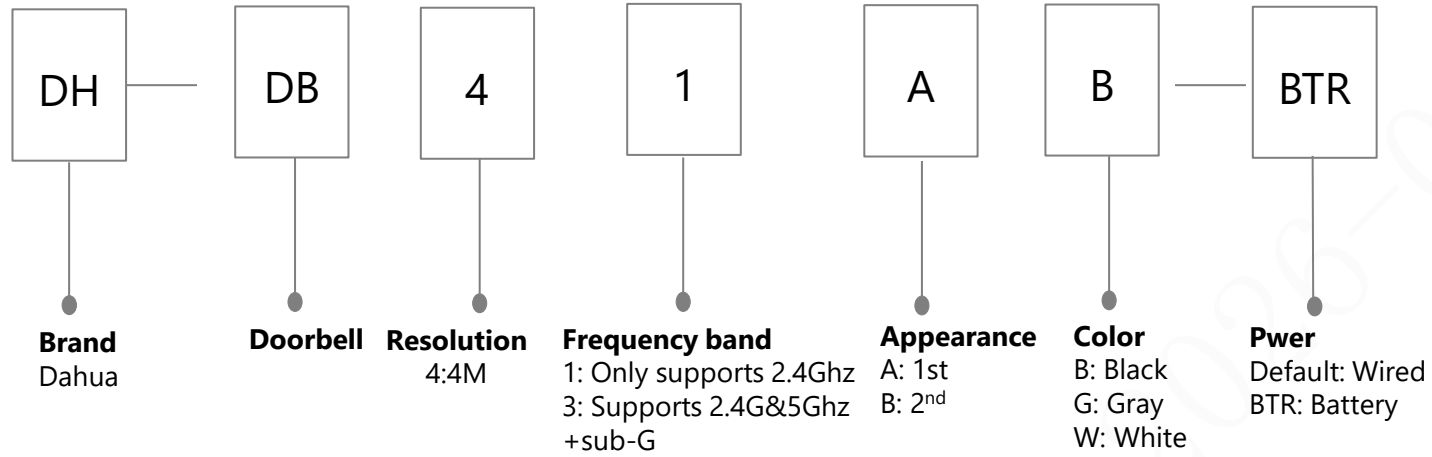 DH DB 4 1 A B BTR
Brand
Dahua
Doorbell
Resolution
4:4M
Frequency band
1: Only supports 2.4Ghz
3: Supports 2.4G&5Ghz
+sub-G
Appearance
A: 1st
B: 2nd
Color
B: Black
G: Gray
W: White
Pwer
Default: Wired
BTR: Battery